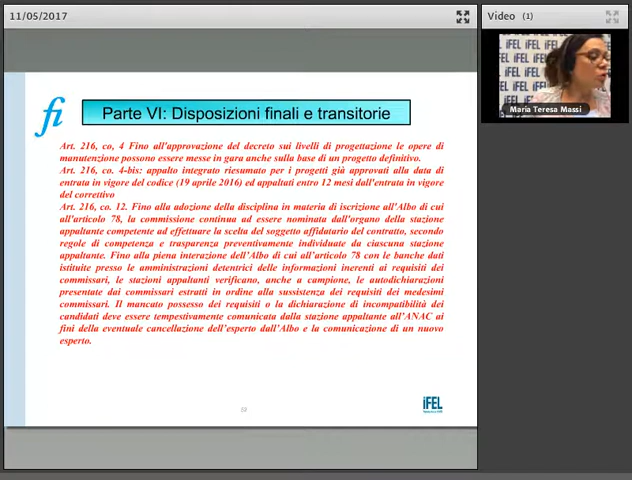 11/05/2017
Video (1)
iFEL iFEL
Maria Teresa Massi
fi
Parte VI: Disposizioni finali e transitorie
Art. 216, co, 4 Fino all'approvazione del decreto sui livelli di progettazione le opere di
manutenzione possono essere messe in gara anche sulla base di un progetto definitivo.
Art. 216, co. 4-bis: appalto integrato riesumato per i progetti già approvati alla data di
entrata in vigore del codice (19 aprile 2016) ed appaltati entro 12 mesi dall'entrata in vigore
del correttivo
Art. 216, co. 12. Fino alla adozione della disciplina in materia di iscrizione all'Albo di cui
all'articolo 78, la commissione continua ad essere nominata dall'organo della stazione
appaltante competente ad effettuare la scelta del soggetto affidatario del contratto, secondo
regole di competenza e trasparenza preventivamente individuate da ciascuna stazione
appaltante. Fino alla piena interazione dell'Albo di cui all'articolo 78 con le banche dati
istituite presso le amministrazioni detentrici delle informazioni inerenti ai requisiti dei
commissari, le stazioni appaltanti verificano, anche a campione, le autodichiarazioni
presentate dai commissari estratti in ordine alla sussistenza dei requisiti dei medesimi
commissari. Il mancato possesso dei requisiti o la dichiarazione di incompatibilità dei
candidati deve essere tempestivamente comunicata dalla stazione appaltante all'ANAC ai
fini della eventuale cancellazione dell'esperto dall'Albo e la comunicazione di un nuovo
esperto.
iFEL